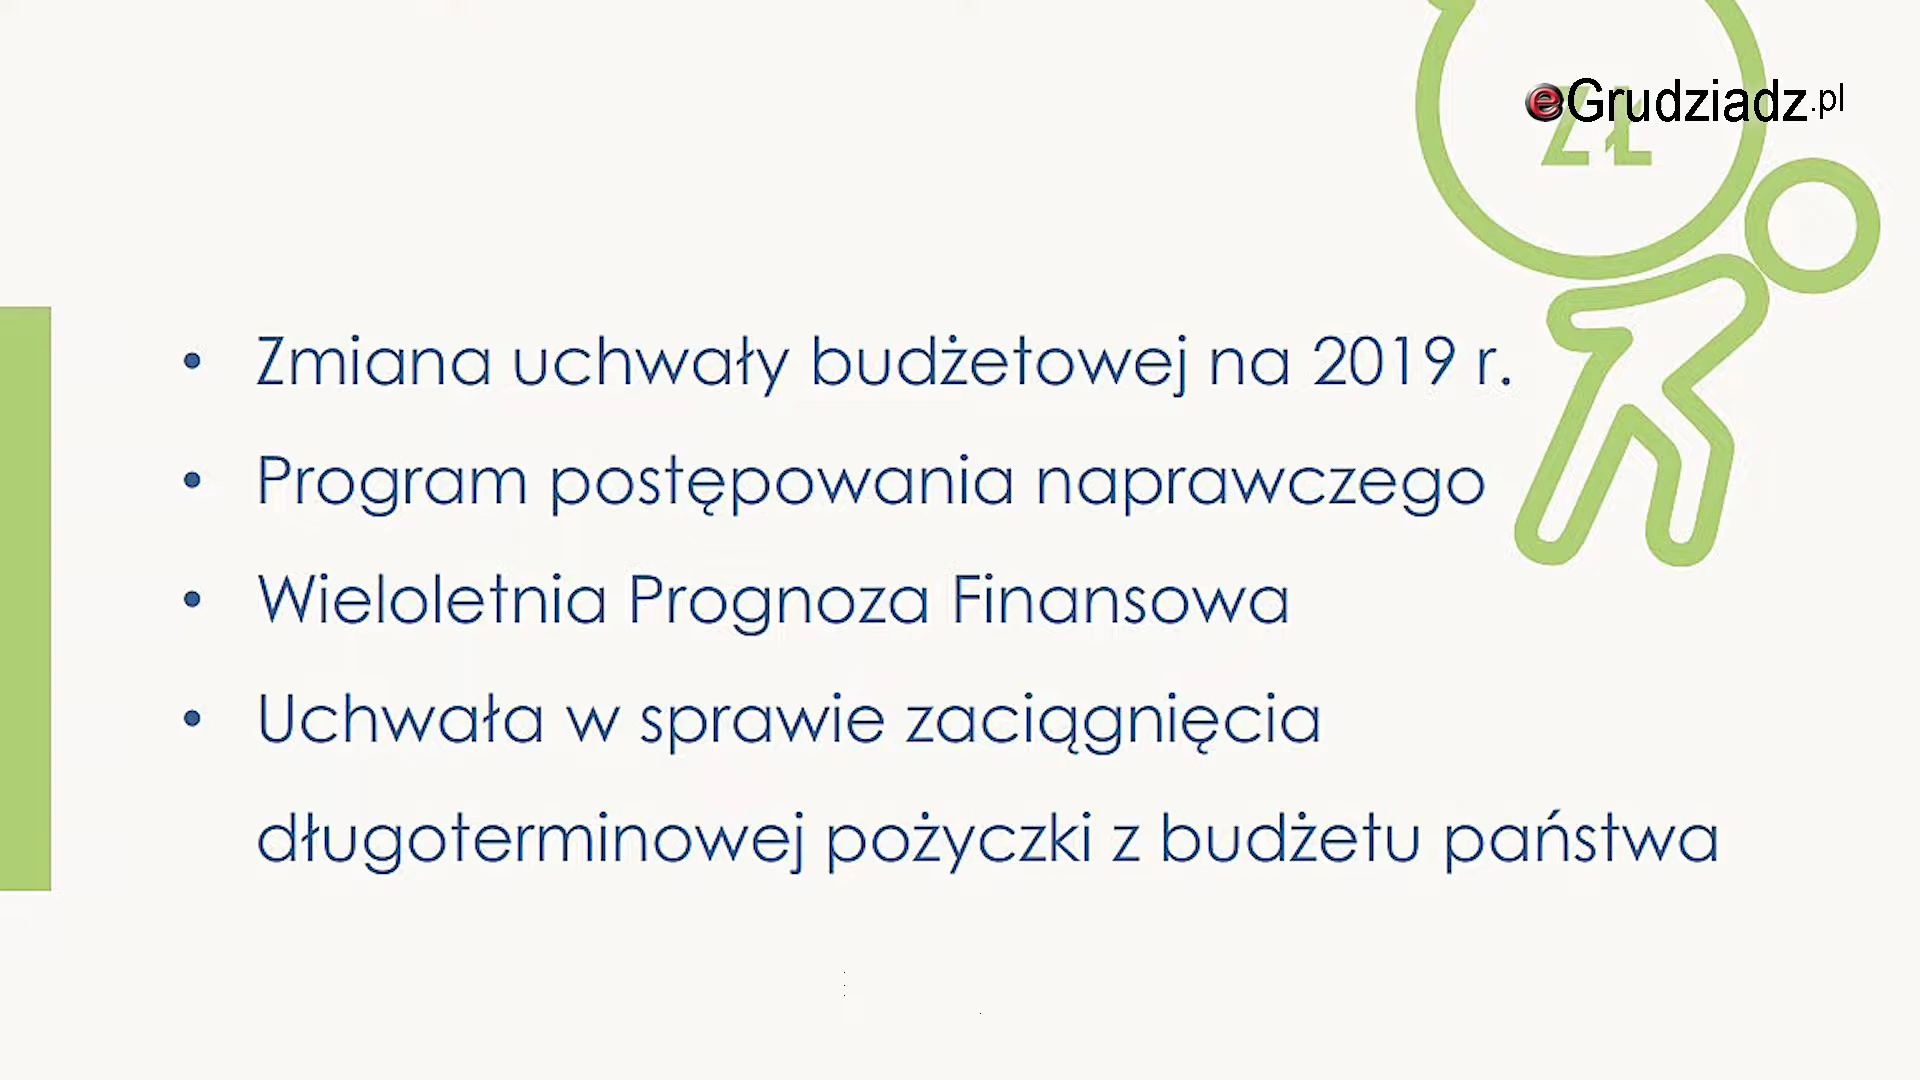 eGrudziadz.pl
ZŁ
• Zmiana uchwały budżetowej na 2019 r.
• Program postępowania naprawczego
• Wieloletnia Prognoza Finansowa
• Uchwała w sprawie zaciągnięcia
długoterminowej pożyczki z budżetu państwa